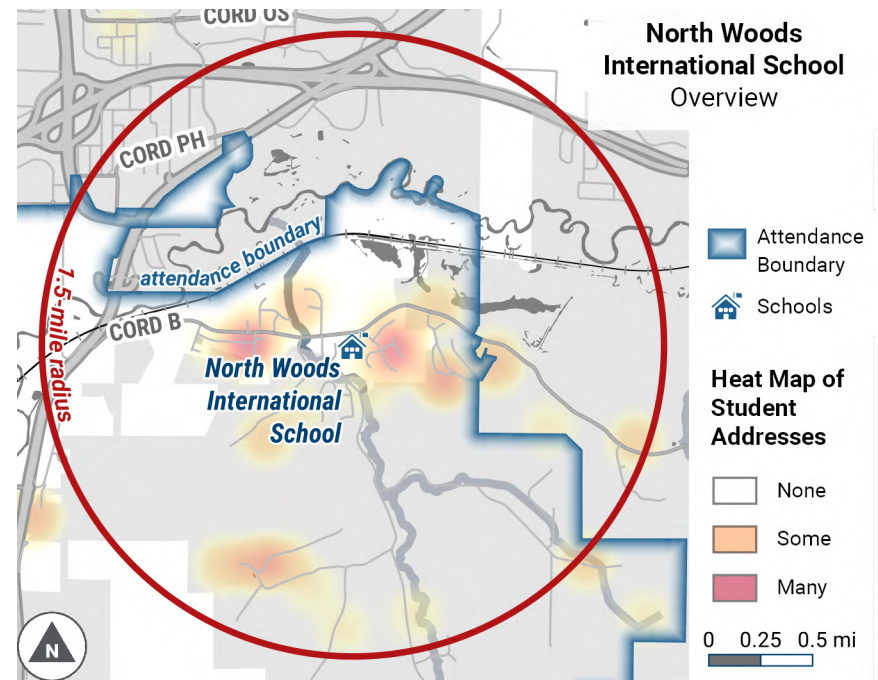 CORD OS
North Woods
International School
Overview
CORD PH
attendance boundary
1.5-mile radius
CORD B
North Woods
International
School
Attendance
Boundary
Schools
Heat Map of
Student
Addresses
None
Some
Many
0 0.25 0.5 mi
N